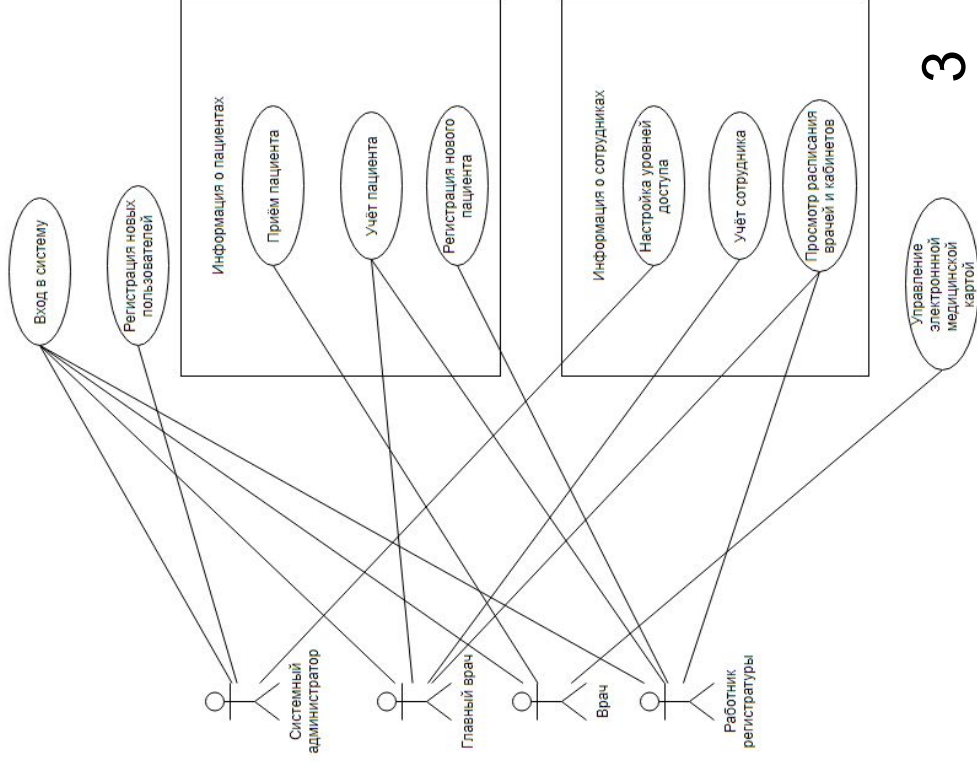 Вход в систему
Регистрация новых
пользователей
Информация о пациентах
Приём пациента
Учёт пациента
Регистрация нового
пациента
Информация о сотрудниках
Настройка уровней
доступа
Учёт сотрудника
Просмотр расписания
врачей и кабинетов
Управление
электроннной
медицинской
картой
Системный
администратор
Главный врач
Врач
Работник
регистратуры
3